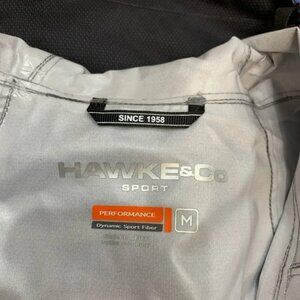 SINCE 1958
HAWKE&Co
SPORT
PERFORMANCE
M
Dynamic Sport Fiber